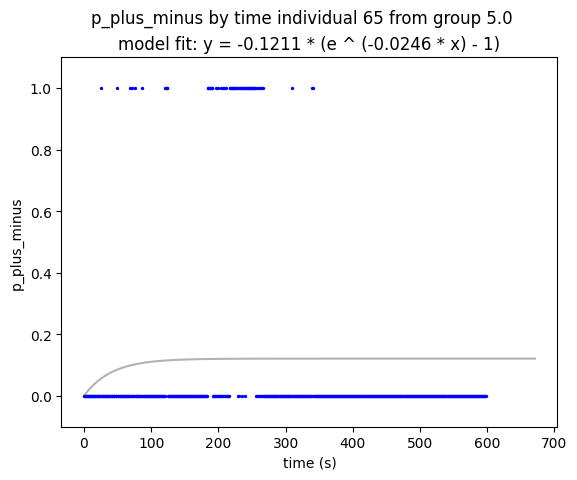 p_plus_minus by time individual 65 from group 5.0
model fit: y = -0.1211 * (e ^ (-0.0246 * x) - 1)
1.0
0.8
0.6
0.4
0.2
0.0
p_plus_minus
0 100 200 300 400 500 600 700
time (s)